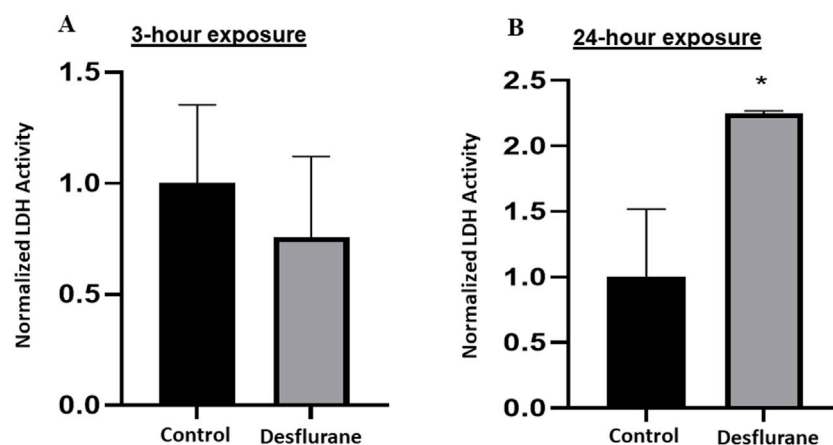 A
3-hour exposure
Normalized LDH Activity
1.5
1.0
0.5
0.0
Control
Desflurane
B
24-hour exposure
Normalized LDH Activity
2.5
2.0
1.5
1.0
0.5
0.0
*
Control
Desflurane